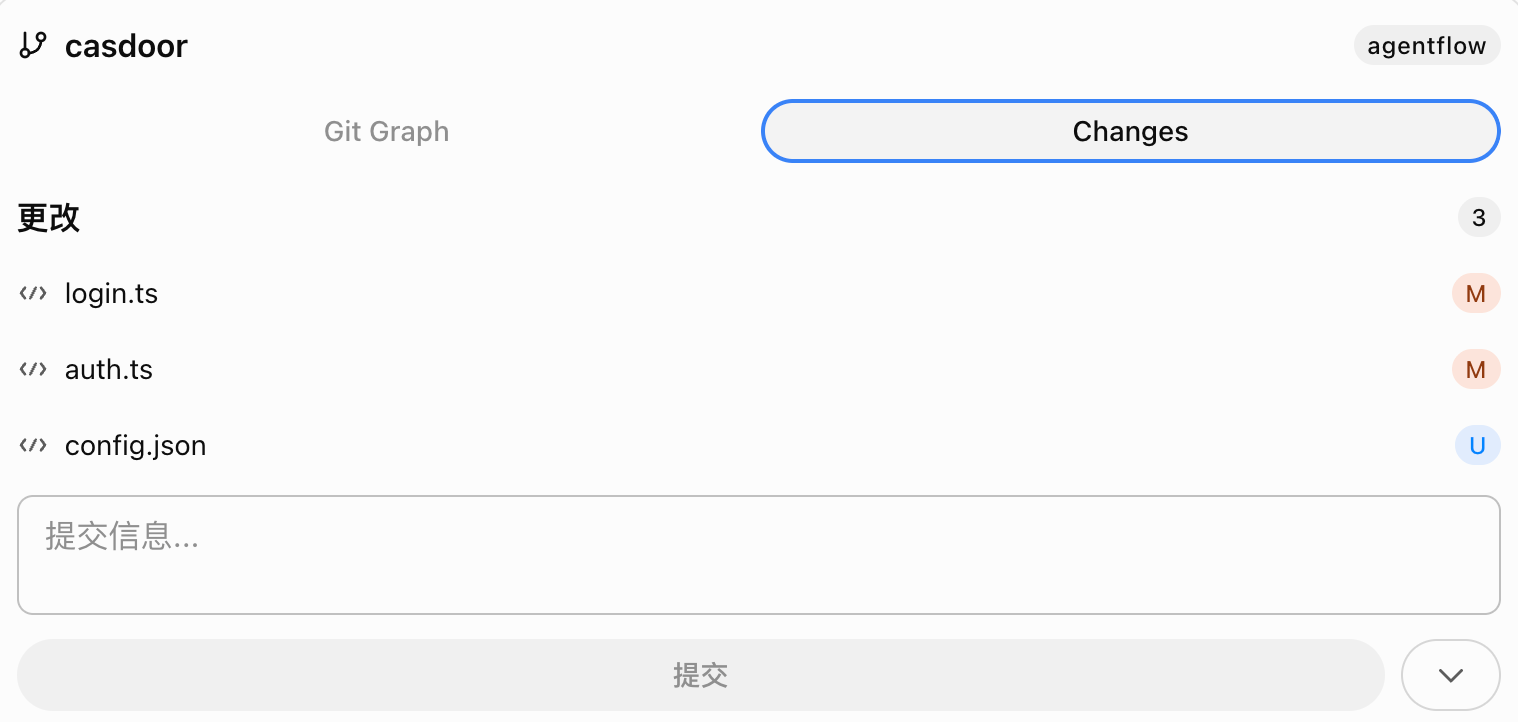 casdoor
agentflow
Git Graph
Changes
更改
3
login.ts
M
auth.ts
M
config.json
U
提交信息...
提交